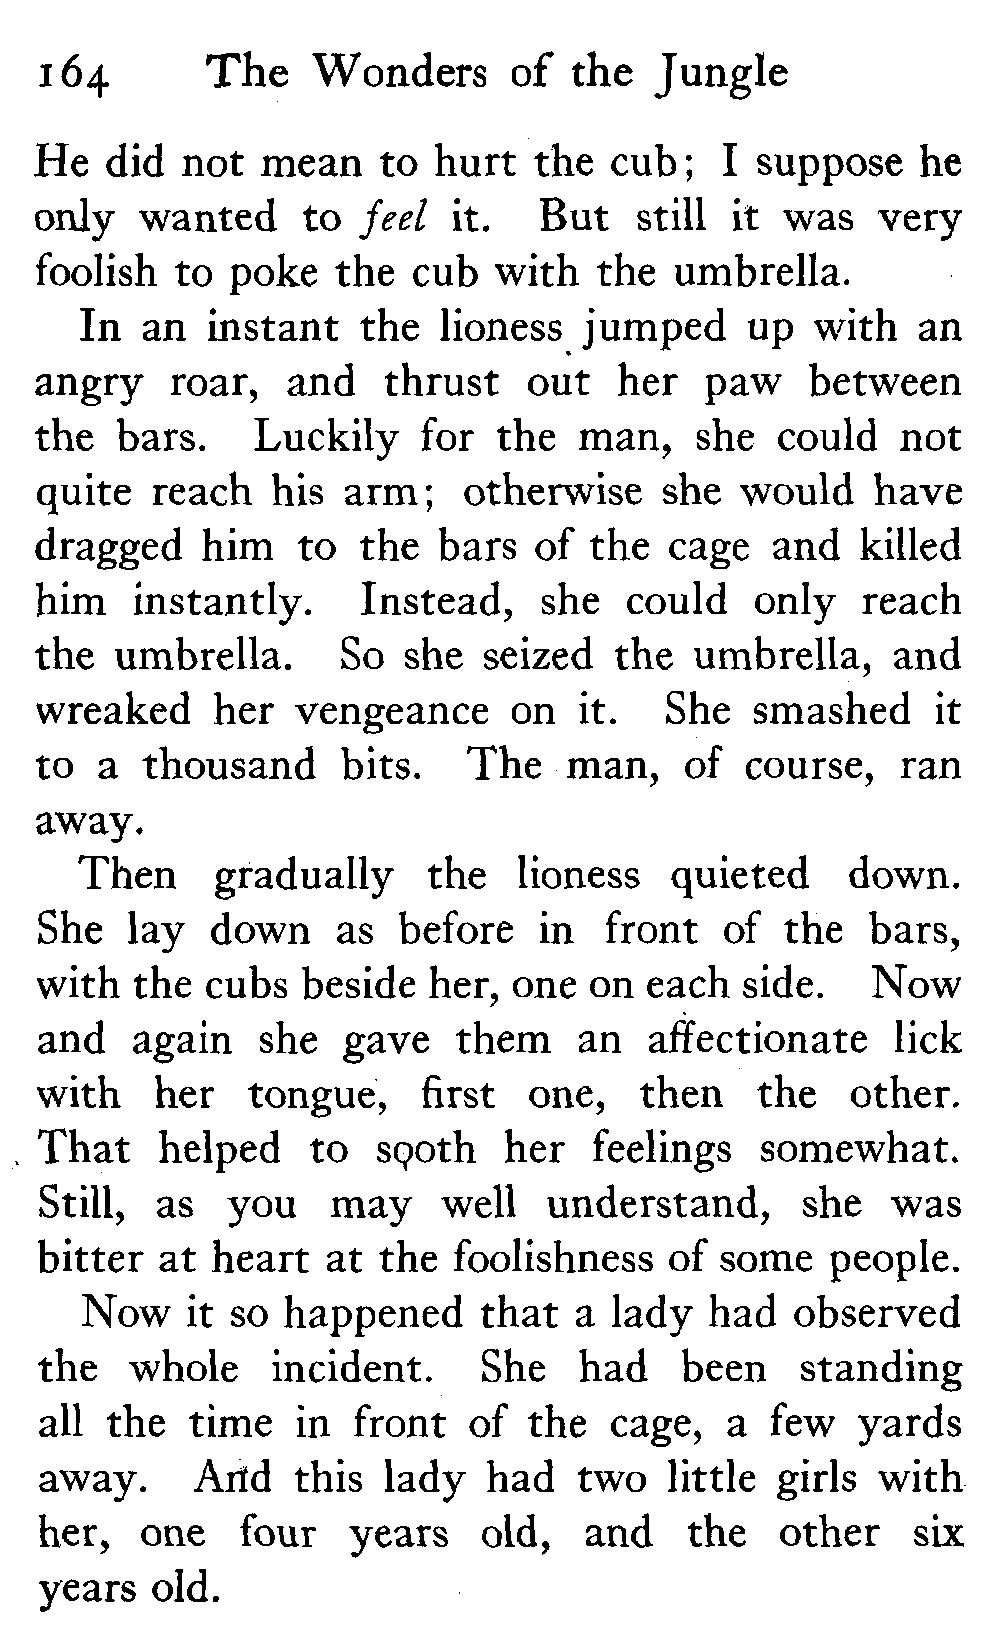 164 The Wonders of the Jungle
He did not mean to hurt the cub; I suppose he
only wanted to feel it. But still it was very
foolish to poke the cub with the umbrella.
In an instant the lioness jumped up with an
angry roar, and thrust out her paw between
the bars. Luckily for the man, she could not
quite reach his arm; otherwise she would have
dragged him to the bars of the cage and killed
him instantly. Instead, she could only reach
the umbrella. So she seized the umbrella, and
wreaked her vengeance on it. She smashed it
to a thousand bits. The man, of course, ran
away.
Then gradually the lioness quieted down.
She lay down as before in front of the bars,
with the cubs beside her, one on each side. Now
and again she gave them an affectionate lick
with her tongue, first one, then the other.
That helped to sooth her feelings somewhat.
Still, as you may well understand, she was
bitter at heart at the foolishness of some people.
Now it so happened that a lady had observed
the whole incident. She had been standing
all the time in front of the cage, a few yards
away. And this lady had two little girls with
her, one four years old, and the other six
years old.